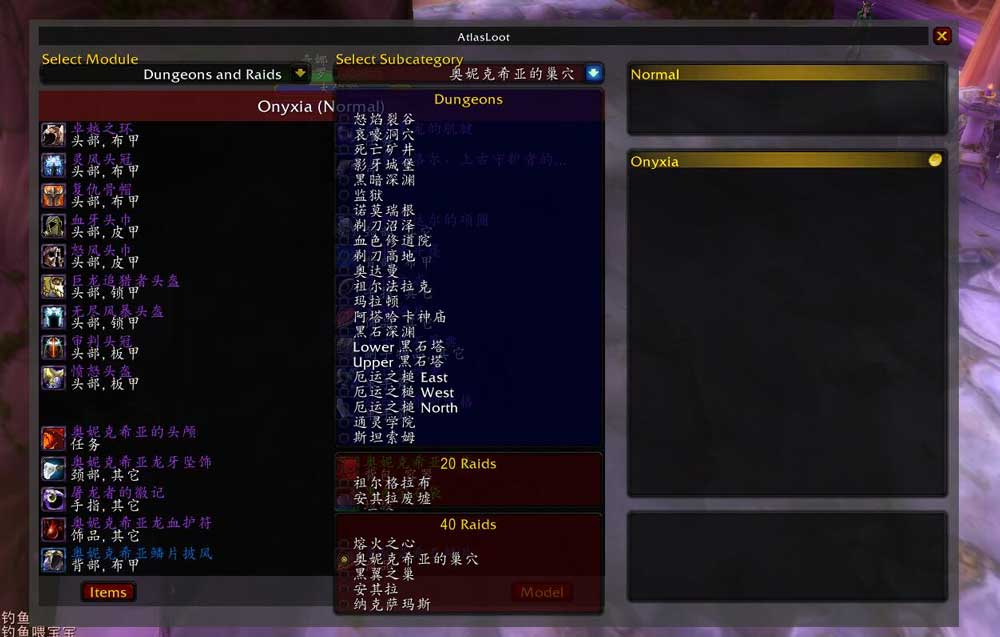 AtlasLoot
Select Module
Dungeons and Raids
Select Subcategory
奥妮克希亚的巢穴
Onyxia (Normal)
卓越之环
头部, 布甲
灵风头冠
头部, 布甲
复仇骨帽
头部, 布甲
血牙头巾
头部, 皮甲
怒风头巾
头部, 皮甲
巨龙追猎者头盔
头部, 锁甲
无尽风暴头盔
头部, 锁甲
审判头冠
头部, 板甲
愤怒头盔
头部, 板甲
奥妮克希亚的头颅
任务
奥妮克希亚龙牙坠饰
颈部, 其它
屠龙者的徽记
手指, 其它
奥妮克希亚龙血护符
饰品, 其它
奥妮克希亚鳞片披风
背部, 布甲
Items
Dungeons
怒焰裂谷
哀嚎洞穴
死亡矿井
影牙城堡
黑暗深渊
监狱
诺莫瑞根
剃刀沼泽
血色修道院
剃刀高地
奥达曼
祖尔法拉克
玛拉顿
阿塔哈卡神庙
黑石深渊
Lower 黑石塔
Upper 黑石塔
厄运之槌 East
厄运之槌 West
厄运之槌 North
通灵学院
斯坦索姆
20 Raids
祖尔格拉布
安其拉废墟
40 Raids
熔火之心
奥妮克希亚的巢穴
黑翼之巢
安其拉
纳克萨玛斯
Model
Normal
Onyxia
钓鱼
钓鱼喂宝宝